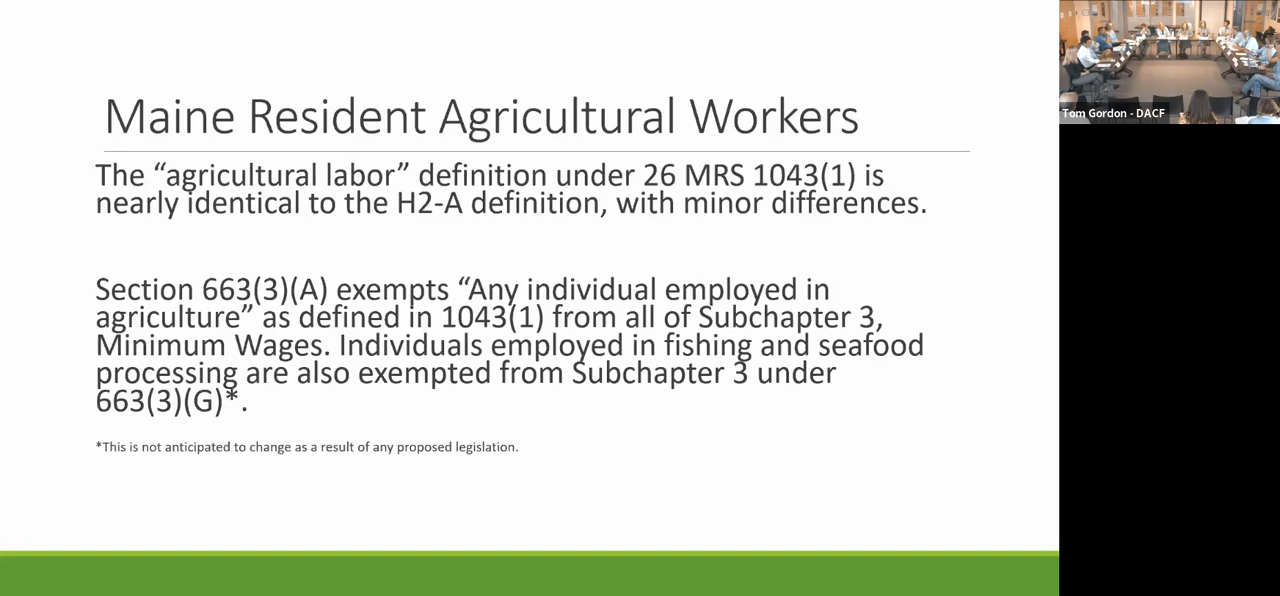 Maine Resident Agricultural Workers
The “agricultural labor” definition under 26 MRS 1043(1) is
nearly identical to the H2-A definition, with minor differences.
Section 663(3)(A) exempts “Any individual employed in
agriculture” as defined in 1043(1) from all of Subchapter 3,
Minimum Wages. Individuals employed in fishing and seafood
processing are also exempted from Subchapter 3 under
663(3)(G)*.
*This is not anticipated to change as a result of any proposed legislation.
Tom Gordon - DACF